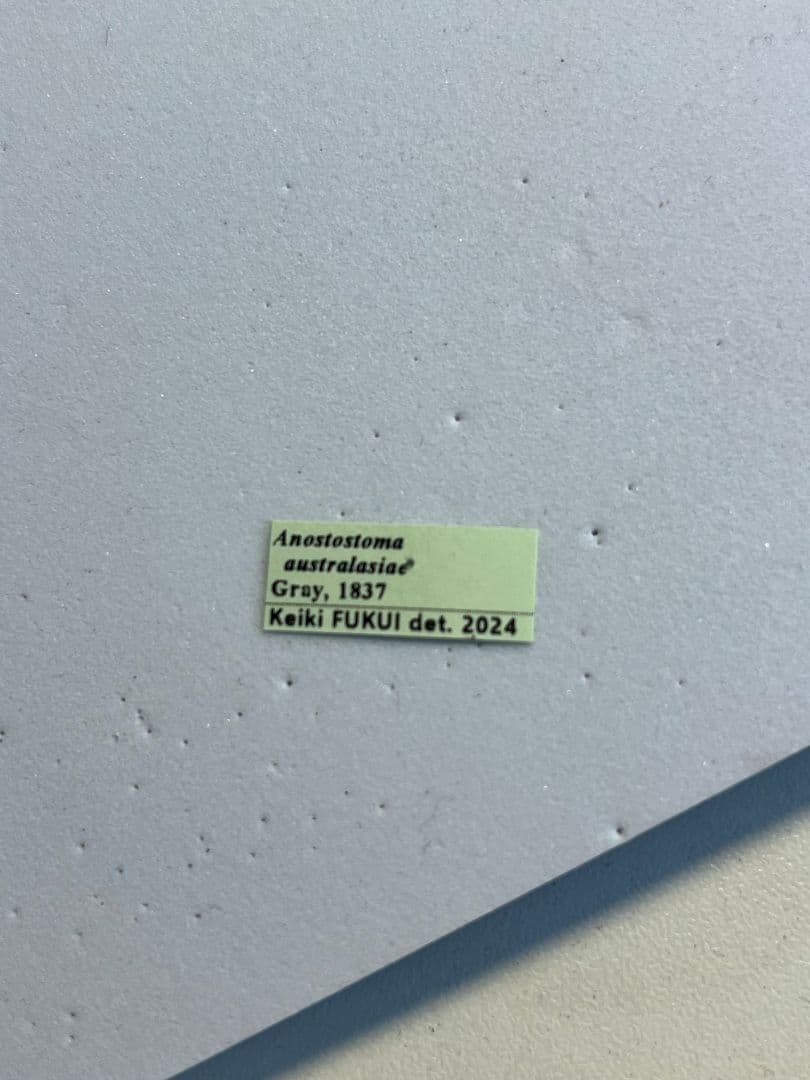 Anostostoma
australasiae
Gray, 1837
Keiki FUKUI det. 2024